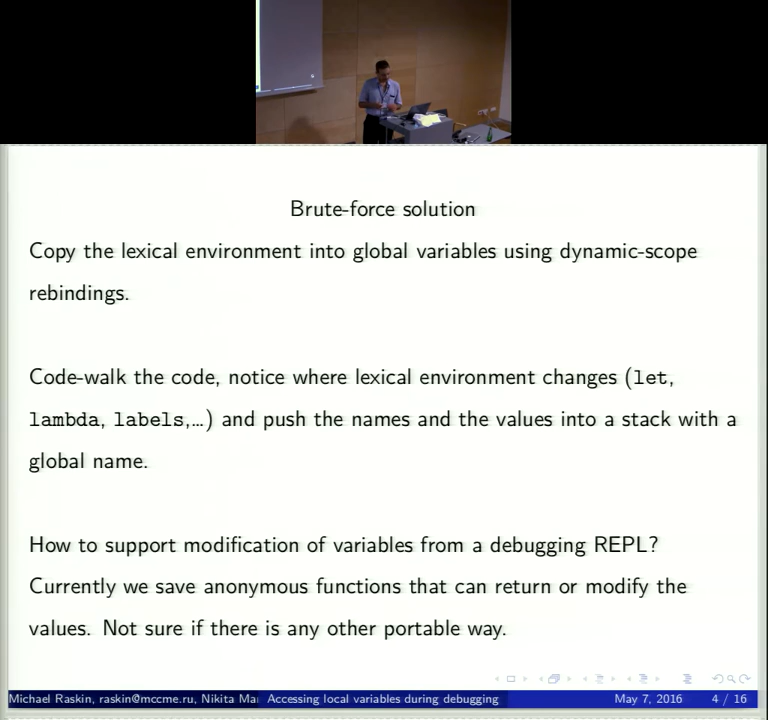 Brute-force solution
Copy the lexical environment into global variables using dynamic-scope
rebindings.
Code-walk the code, notice where lexical environment changes (let,
lambda, labels,…) and push the names and the values into a stack with a
global name.
How to support modification of variables from a debugging REPL?
Currently we save anonymous functions that can return or modify the
values. Not sure if there is any other portable way.
Michael Raskin, raskin@mccme.ru, Nikita Accessing local variables during debugging May 7, 2016 4 / 16